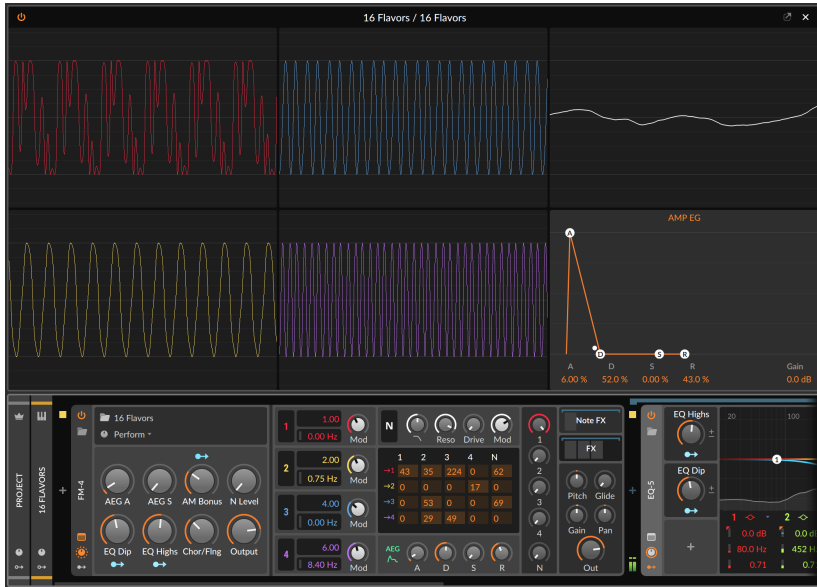 16 Flavors / 16 Flavors
AMP EG
A
D
S
R
A D S R Gain
6.00 % 52.0 % 0.00 % 43.0 % 0.0 dB
PROJECT
16 FLAVORS
FM-4
16 Flavors
Perform
AEG A AEG S AM Bonus N Level
EQ Dip EQ Highs Chor/Flng Output
1 1.00
0.00 Hz Mod
2 2.00
0.75 Hz Mod
3 4.00
0.00 Hz Mod
4 6.00
8.40 Hz Mod
N Reso Drive Mod
1 2 3 4 N
→1 43 35 224 0 62
→2 0 0 0 17 0
→3 0 53 0 0 69
→4 0 29 49 0 0
AEG A D S R
1
2
3
4
N
Note FX
FX
Pitch Glide
Gain Pan
Out
EQ-5
EQ Highs
EQ Dip
20 100
1
1 2
0.0 dB 0.0 d
80.0 Hz 452 H
0.71 0.7